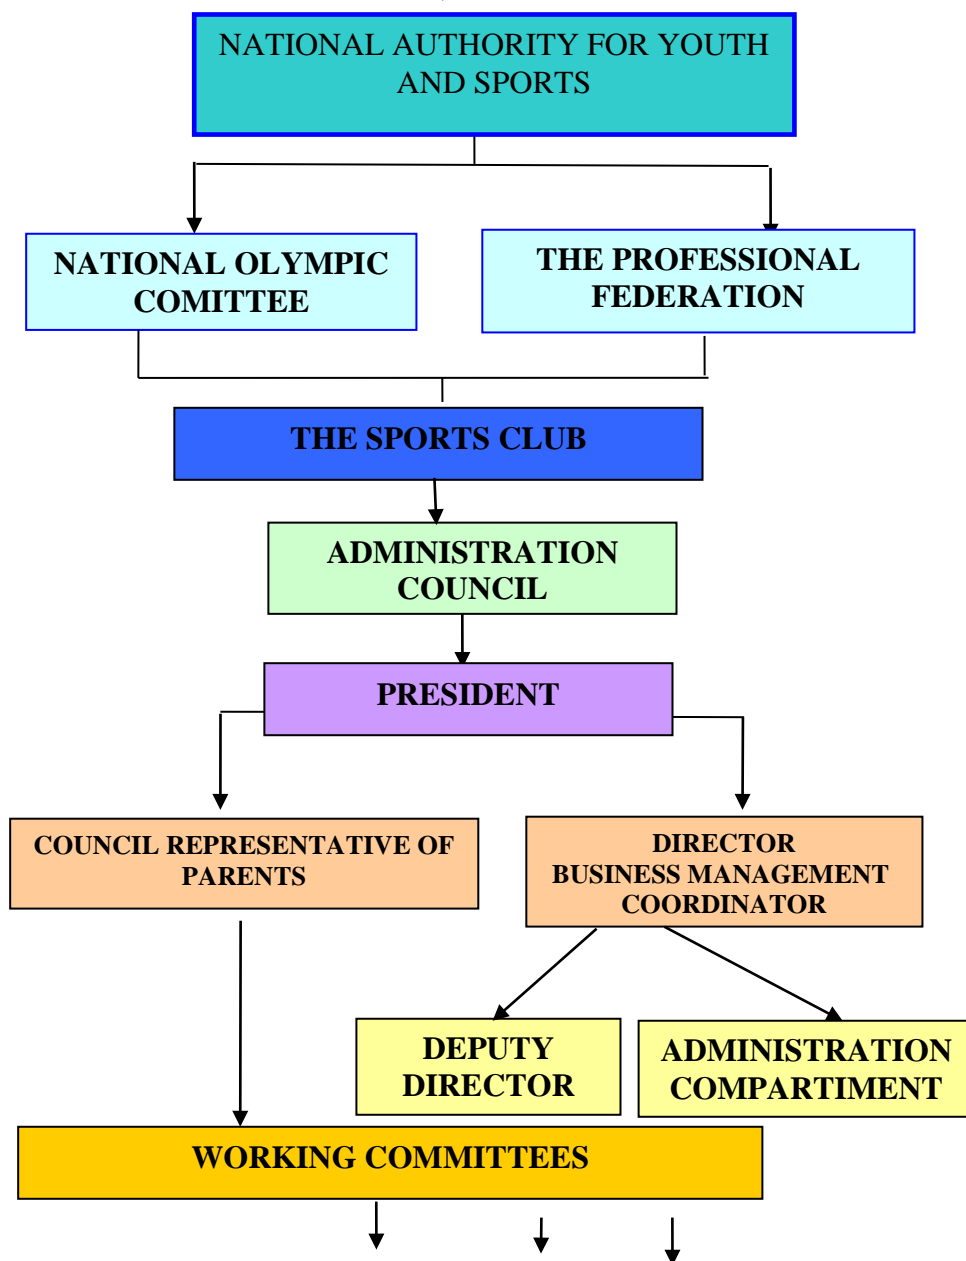 NATIONAL AUTHORITY FOR YOUTH
AND SPORTS
NATIONAL OLYMPIC
COMITTEE
THE PROFESSIONAL
FEDERATION
THE SPORTS CLUB
ADMINISTRATION
COUNCIL
PRESIDENT
COUNCIL REPRESENTATIVE OF
PARENTS
DIRECTOR
BUSINESS MANAGEMENT
COORDINATOR
DEPUTY
DIRECTOR
ADMINISTRATION
COMPARTIMENT
WORKING COMMITTEES